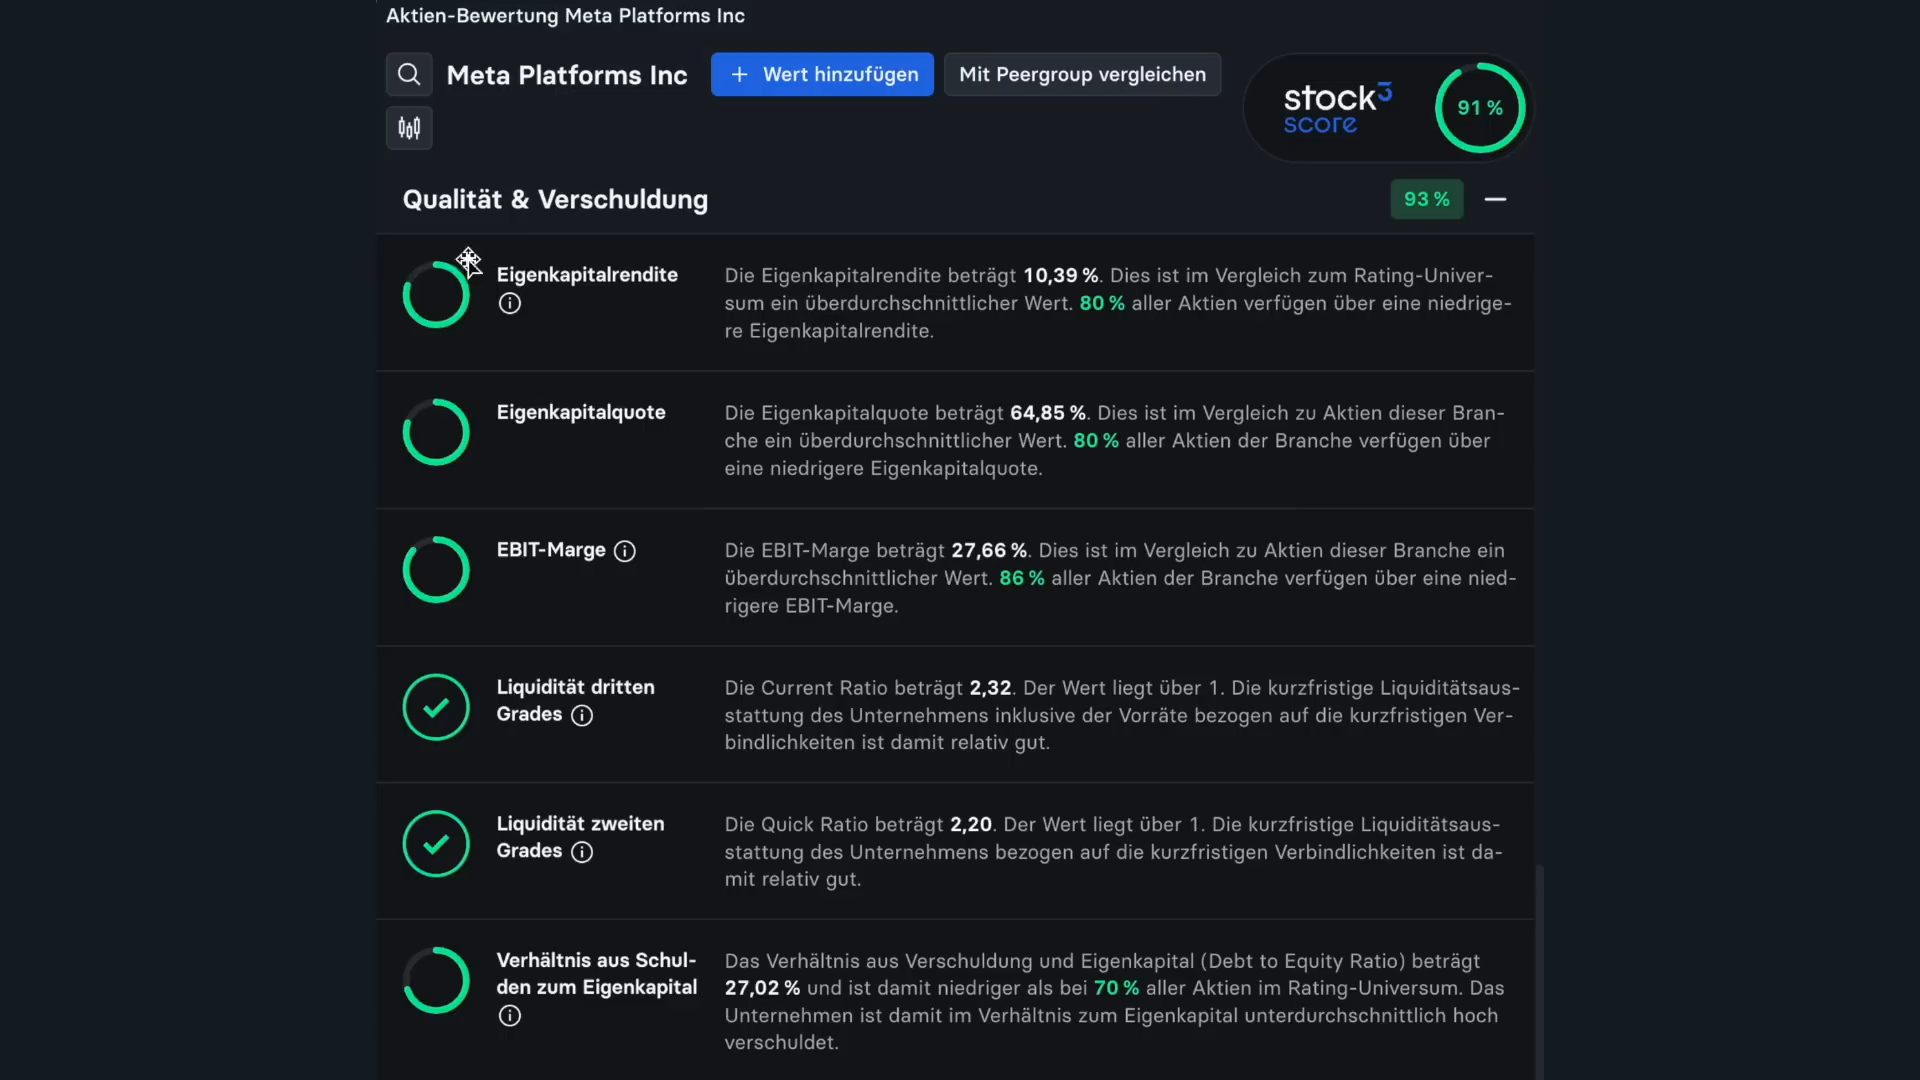 Aktien-Bewertung Meta Platforms Inc
Meta Platforms Inc
+ Wert hinzufügen
Mit Peergroup vergleichen
stock3
score
91 %
Qualität & Verschuldung
93 %
Eigenkapitalrendite
Die Eigenkapitalrendite beträgt 10,39 %. Dies ist im Vergleich zum Rating-Univer-
sum ein überdurchschnittlicher Wert. 80 % aller Aktien verfügen über eine niedrige-
re Eigenkapitalrendite.
Eigenkapitalquote
Die Eigenkapitalquote beträgt 64,85 %. Dies ist im Vergleich zu Aktien dieser Bran-
che ein überdurchschnittlicher Wert. 80 % aller Aktien der Branche verfügen über
eine niedrigere Eigenkapitalquote.
EBIT-Marge
Die EBIT-Marge beträgt 27,66 %. Dies ist im Vergleich zu Aktien dieser Branche ein
überdurchschnittlicher Wert. 86 % aller Aktien der Branche verfügen über eine nied-
rigere EBIT-Marge.
Liquidität dritten
Grades
Die Current Ratio beträgt 2,32. Der Wert liegt über 1. Die kurzfristige Liquiditätsaus-
stattung des Unternehmens inklusive der Vorräte bezogen auf die kurzfristigen Ver-
bindlichkeiten ist damit relativ gut.
Liquidität zweiten
Grades
Die Quick Ratio beträgt 2,20. Der Wert liegt über 1. Die kurzfristige Liquiditätsaus-
stattung des Unternehmens bezogen auf die kurzfristigen Verbindlichkeiten ist da-
mit relativ gut.
Verhältnis aus Schul-
den zum Eigenkapital
Das Verhältnis aus Verschuldung und Eigenkapital (Debt to Equity Ratio) beträgt
27,02 % und ist damit niedriger als bei 70 % aller Aktien im Rating-Universum. Das
Unternehmen ist damit im Verhältnis zum Eigenkapital unterdurchschnittlich hoch
verschuldet.